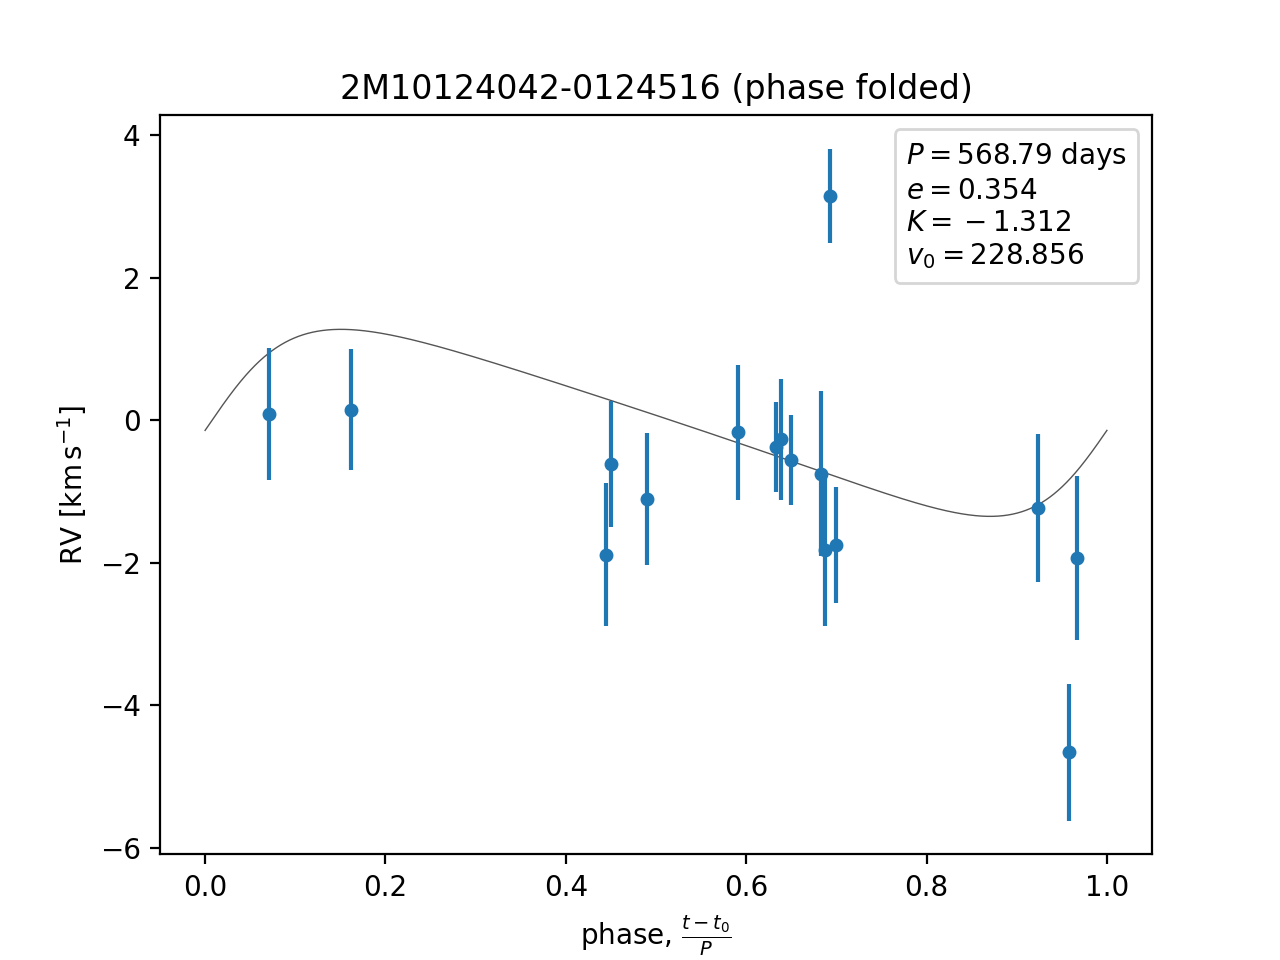 2M10124042-0124516 (phase folded)
P = 568.79 days
e = 0.354
K = −1.312
v₀ = 228.856
4
2
0
−2
−4
−6
RV [km s⁻¹]
0.0 0.2 0.4 0.6 0.8 1.0
phase, (t − t₀)/P